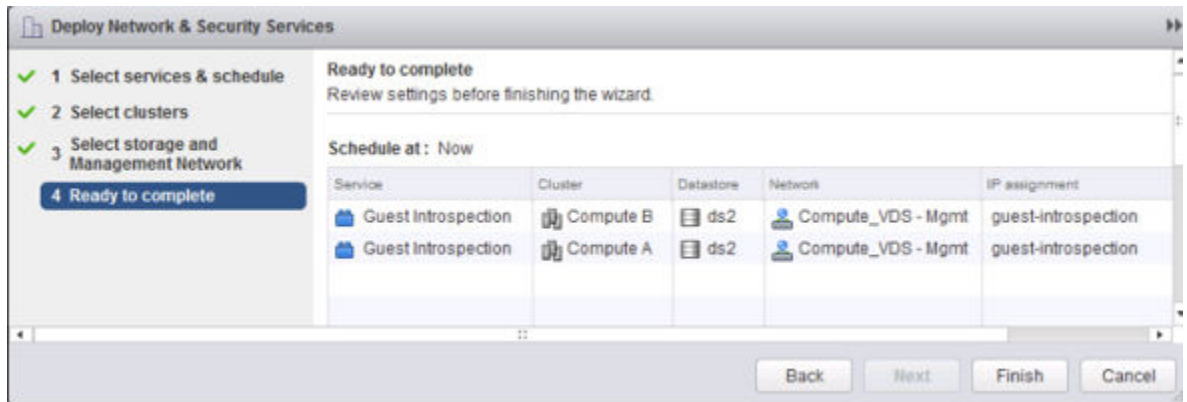 Deploy Network & Security Services
1 Select services & schedule
2 Select clusters
3 Select storage and
Management Network
4 Ready to complete
Ready to complete
Review settings before finishing the wizard.
Schedule at : Now
Service Cluster Datastore Network IP assignment
Guest Introspection Compute B ds2 Compute_VDS - Mgmt guest-introspection
Guest Introspection Compute A ds2 Compute_VDS - Mgmt guest-introspection
Back Next Finish Cancel